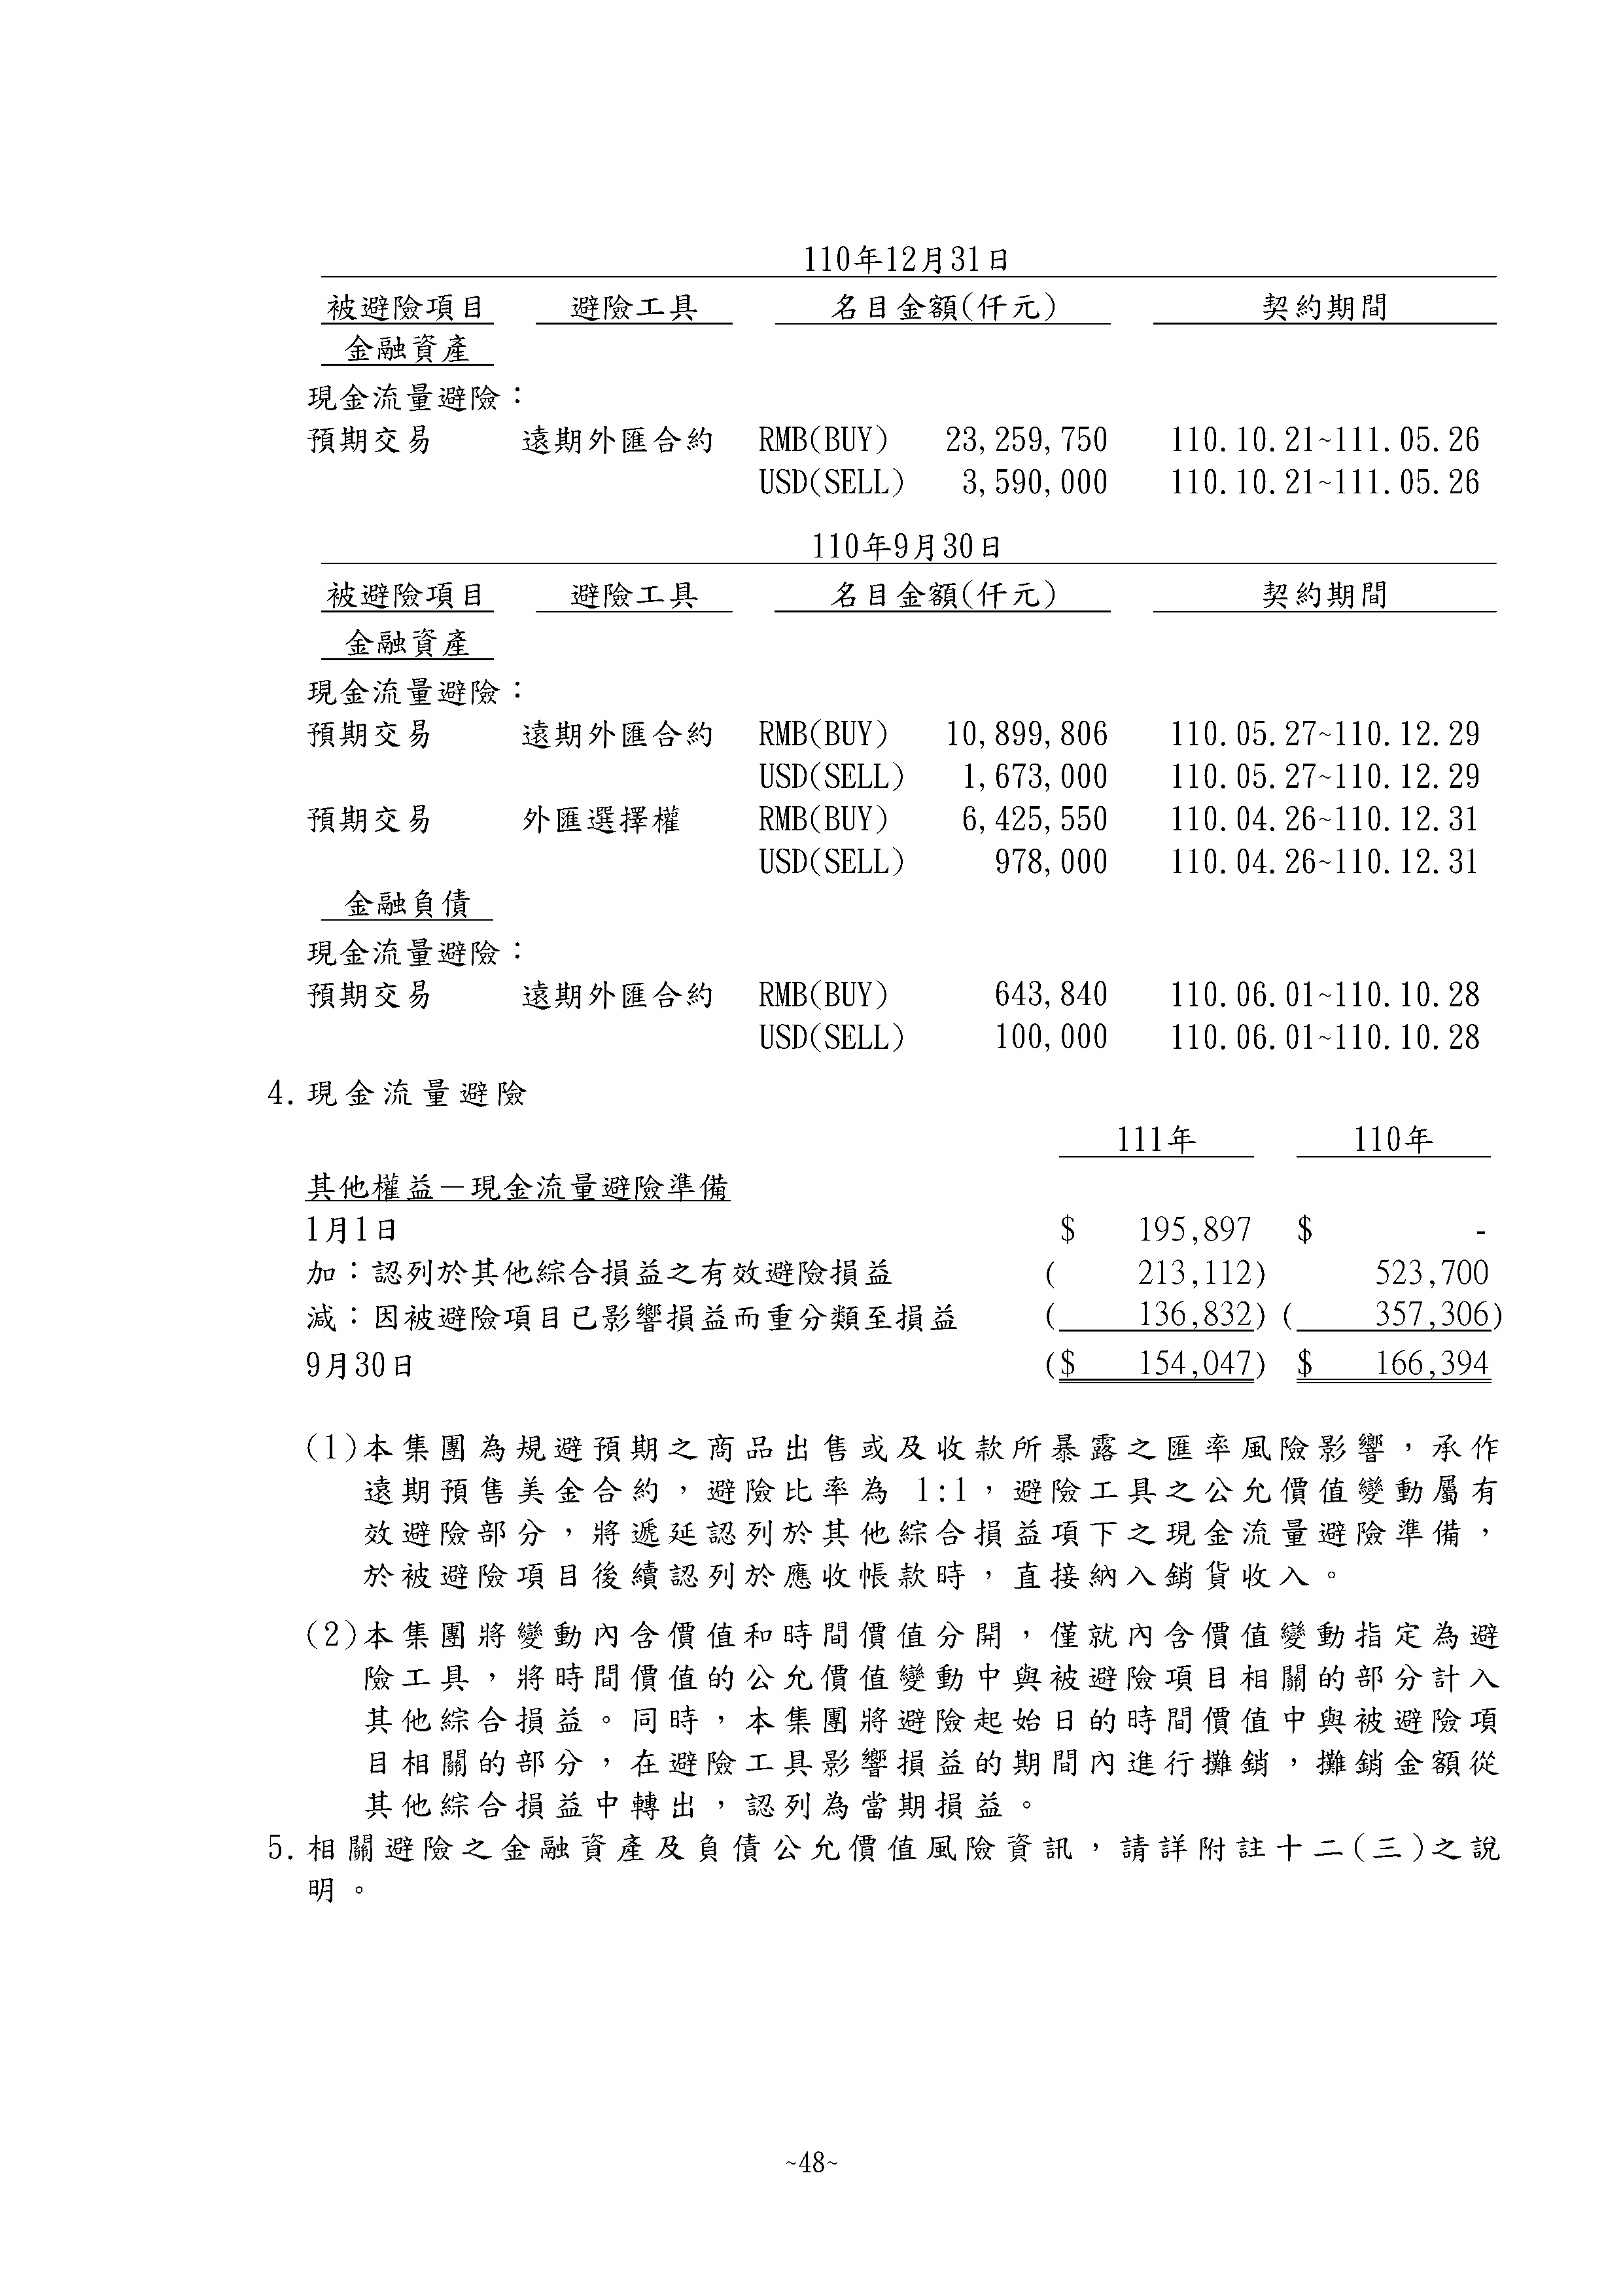 110年12月31日
被避險項目 避險工具 名目金額(仟元) 契約期間
金融資產
現金流量避險：
預期交易 遠期外匯合約 RMB(BUY) 23,259,750 110.10.21~111.05.26
USD(SELL) 3,590,000 110.10.21~111.05.26
110年9月30日
被避險項目 避險工具 名目金額(仟元) 契約期間
金融資產
現金流量避險：
預期交易 遠期外匯合約 RMB(BUY) 10,899,806 110.05.27~110.12.29
USD(SELL) 1,673,000 110.05.27~110.12.29
預期交易 外匯選擇權 RMB(BUY) 6,425,550 110.04.26~110.12.31
USD(SELL) 978,000 110.04.26~110.12.31
金融負債
現金流量避險：
預期交易 遠期外匯合約 RMB(BUY) 643,840 110.06.01~110.10.28
USD(SELL) 100,000 110.06.01~110.10.28
4.現金流量避險
111年 110年
其他權益－現金流量避險準備
1月1日 $ 195,897 $ -
加：認列於其他綜合損益之有效避險損益 ( 213,112) 523,700
減：因被避險項目已影響損益而重分類至損益 ( 136,832) ( 357,306)
9月30日 ($ 154,047) $ 166,394
(1)本集團為規避預期之商品出售或及收款所暴露之匯率風險影響，承作
遠期預售美金合約，避險比率為 1:1，避險工具之公允價值變動屬有
效避險部分，將遞延認列於其他綜合損益項下之現金流量避險準備，
於被避險項目後續認列於應收帳款時，直接納入銷貨收入。
(2)本集團將變動內含價值和時間價值分開，僅就內含價值變動指定為避
險工具，將時間價值的公允價值變動中與被避險項目相關的部分計入
其他綜合損益。同時，本集團將避險起始日的時間價值中與被避險項
目相關的部分，在避險工具影響損益的期間內進行攤銷，攤銷金額從
其他綜合損益中轉出，認列為當期損益。
5.相關避險之金融資產及負債公允價值風險資訊，請詳附註十二(三)之說
明。
~48~